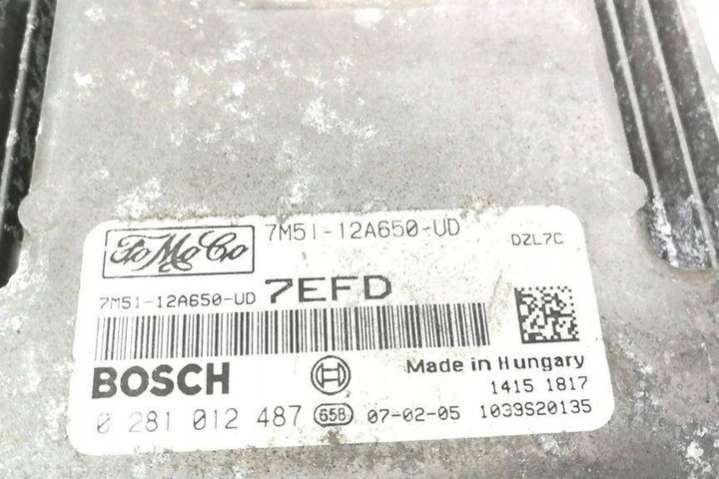 FoMoCo 7M51-12A650-UD DZL7C
7M51-12A650-UD 7EFD
BOSCH Made in Hungary
1415 1817
0 281 012 487 658 07-02-05 1039S20135